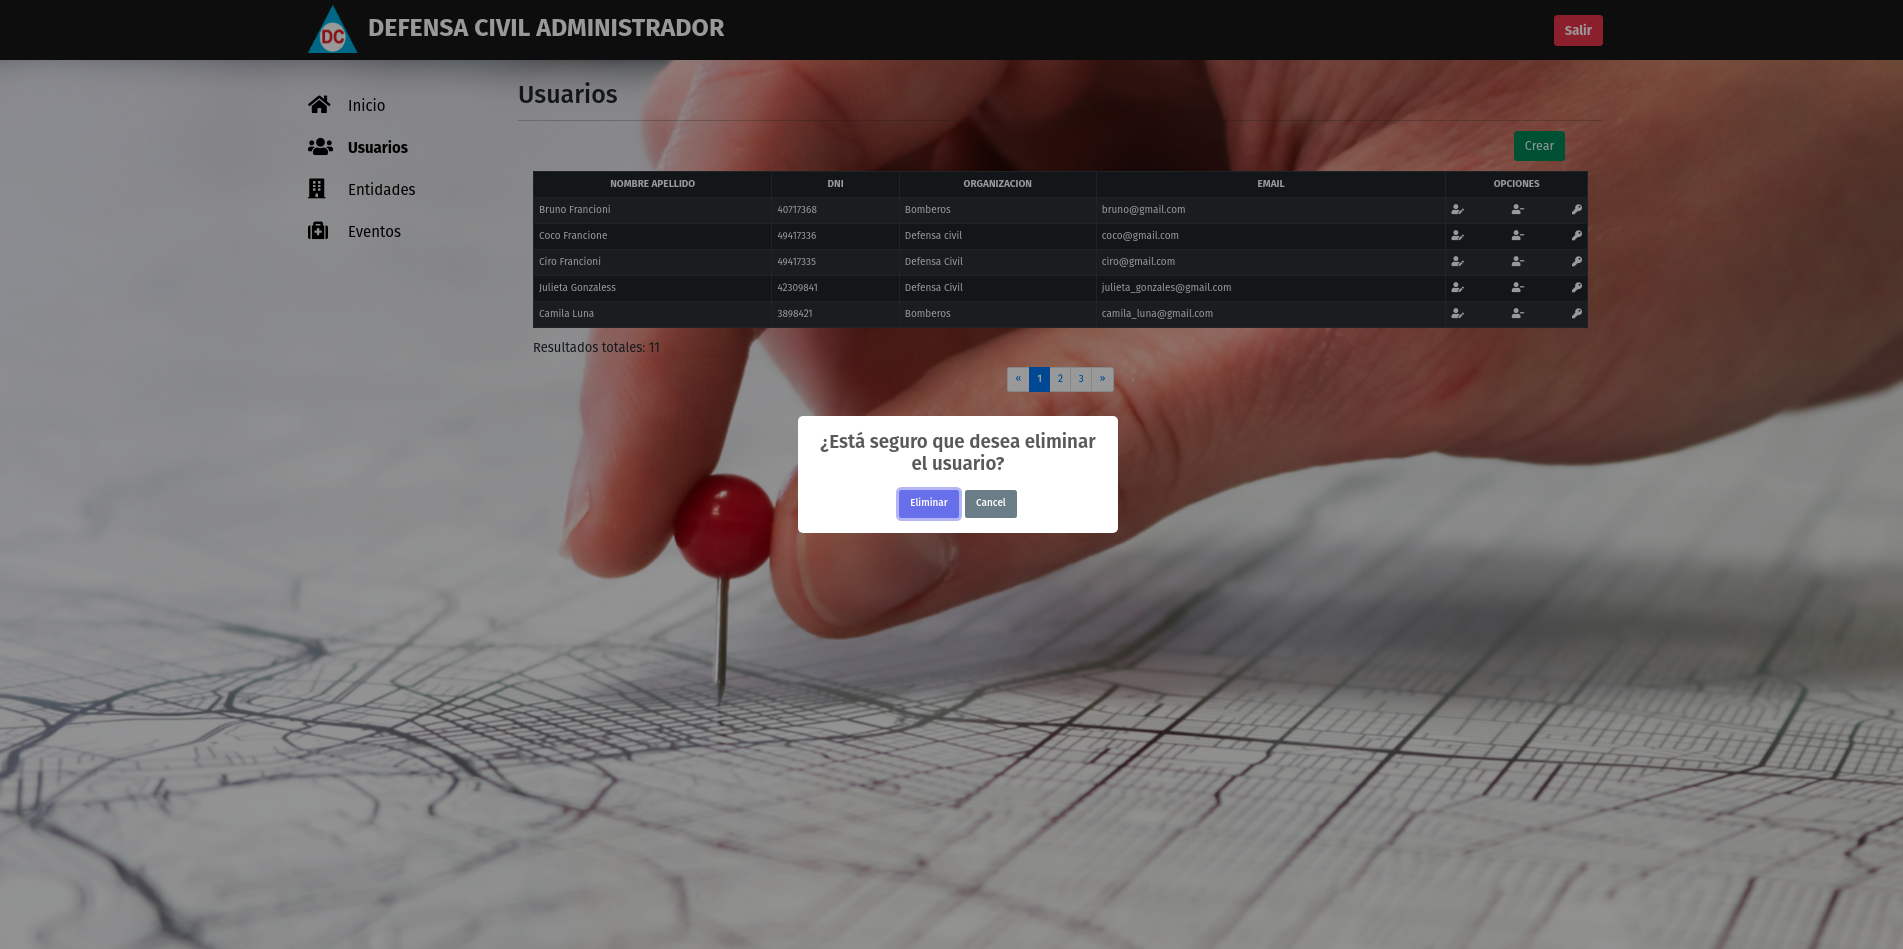 DC DEFENSA CIVIL ADMINISTRADOR Salir
Inicio
Usuarios
Entidades
Eventos
Usuarios
Crear
NOMBRE APELLIDO DNI ORGANIZACION EMAIL OPCIONES
Bruno Francioni 40717368 Bomberos bruno@gmail.com
Coco Francione 49417336 Defensa civil coco@gmail.com
Ciro Francioni 49417335 Defensa Civil ciro@gmail.com
Julieta Gonzaless 42309841 Defensa Civil julieta_gonzales@gmail.com
Camila Luna 3898421 Bomberos camila_luna@gmail.com
Resultados totales: 11
« 1 2 3 »
¿Está seguro que desea eliminar
el usuario?
Eliminar Cancel